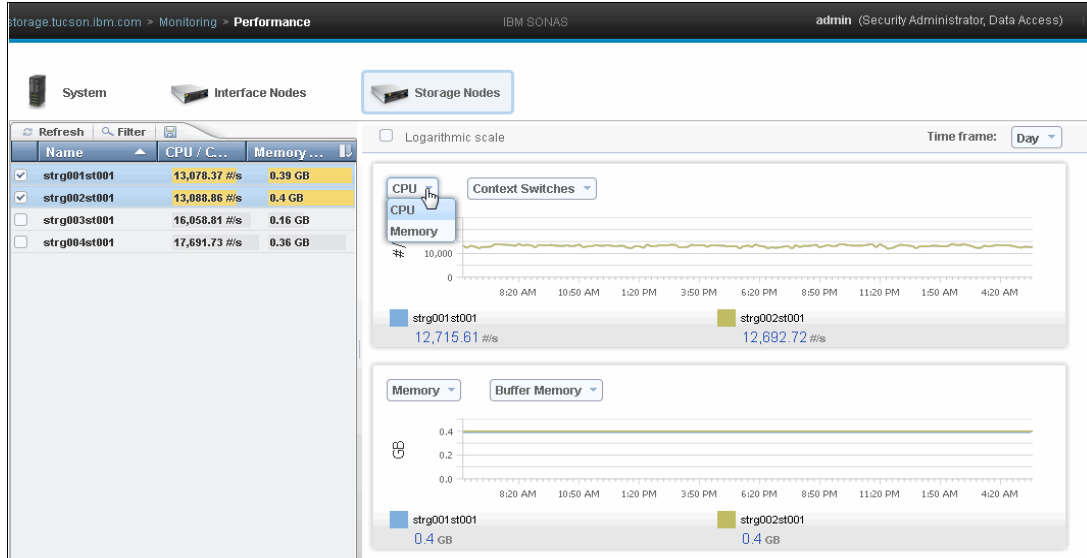 storage.tucson.ibm.com > Monitoring > Performance IBM SONAS admin (Security Administrator, Data Access)
System Interface Nodes Storage Nodes
Refresh Filter
Name CPU / C... Memory ...
strg001st001 13,078.37 #/s 0.39 GB
strg002st001 13,088.86 #/s 0.4 GB
strg003st001 16,058.81 #/s 0.16 GB
strg004st001 17,691.73 #/s 0.36 GB
Logarithmic scale Time frame: Day
CPU Context Switches
CPU
Memory
10,000
0
8:20 AM 10:50 AM 1:20 PM 3:50 PM 6:20 PM 8:50 PM 11:20 PM 1:50 AM 4:20 AM
strg001st001 strg002st001
12,715.61 #/s 12,692.72 #/s
Memory Buffer Memory
GB
0.4
0.2
0.0
8:20 AM 10:50 AM 1:20 PM 3:50 PM 6:20 PM 8:50 PM 11:20 PM 1:50 AM 4:20 AM
strg001st001 strg002st001
0.4 GB 0.4 GB